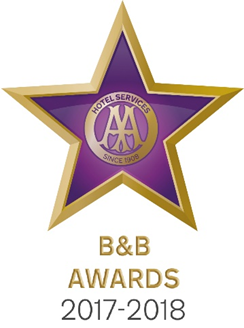 HOTEL SERVICES
AA
SINCE 1908
B&B
AWARDS
2017-2018